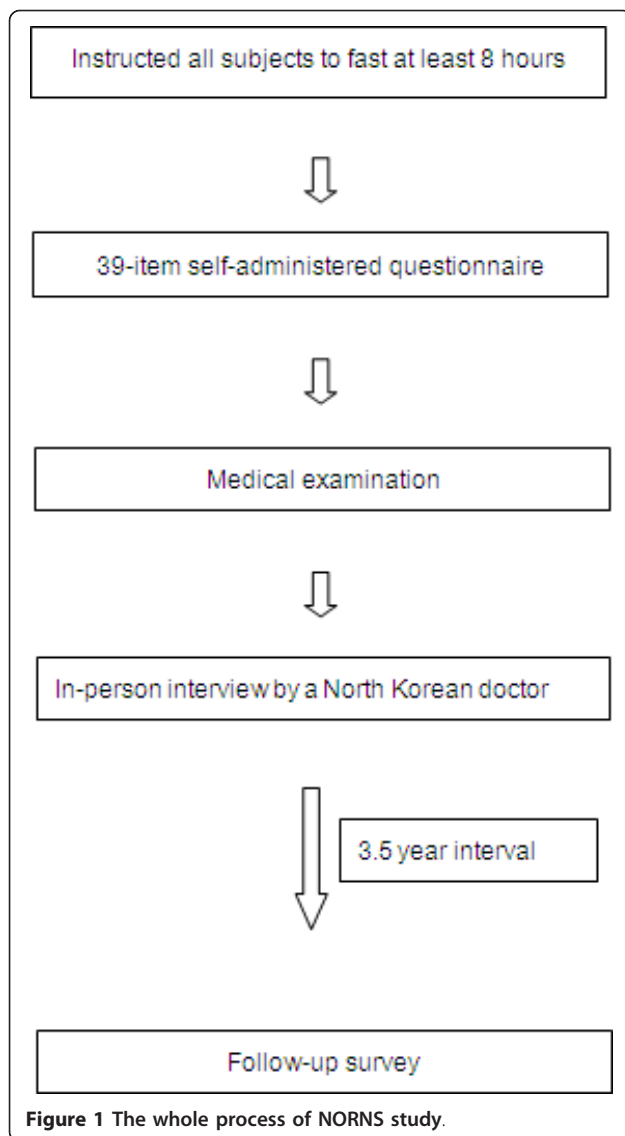 Instructed all subjects to fast at least 8 hours
39-item self-administered questionnaire
Medical examination
In-person interview by a North Korean doctor
3.5 year interval
Follow-up survey
Figure 1 The whole process of NORNS study.